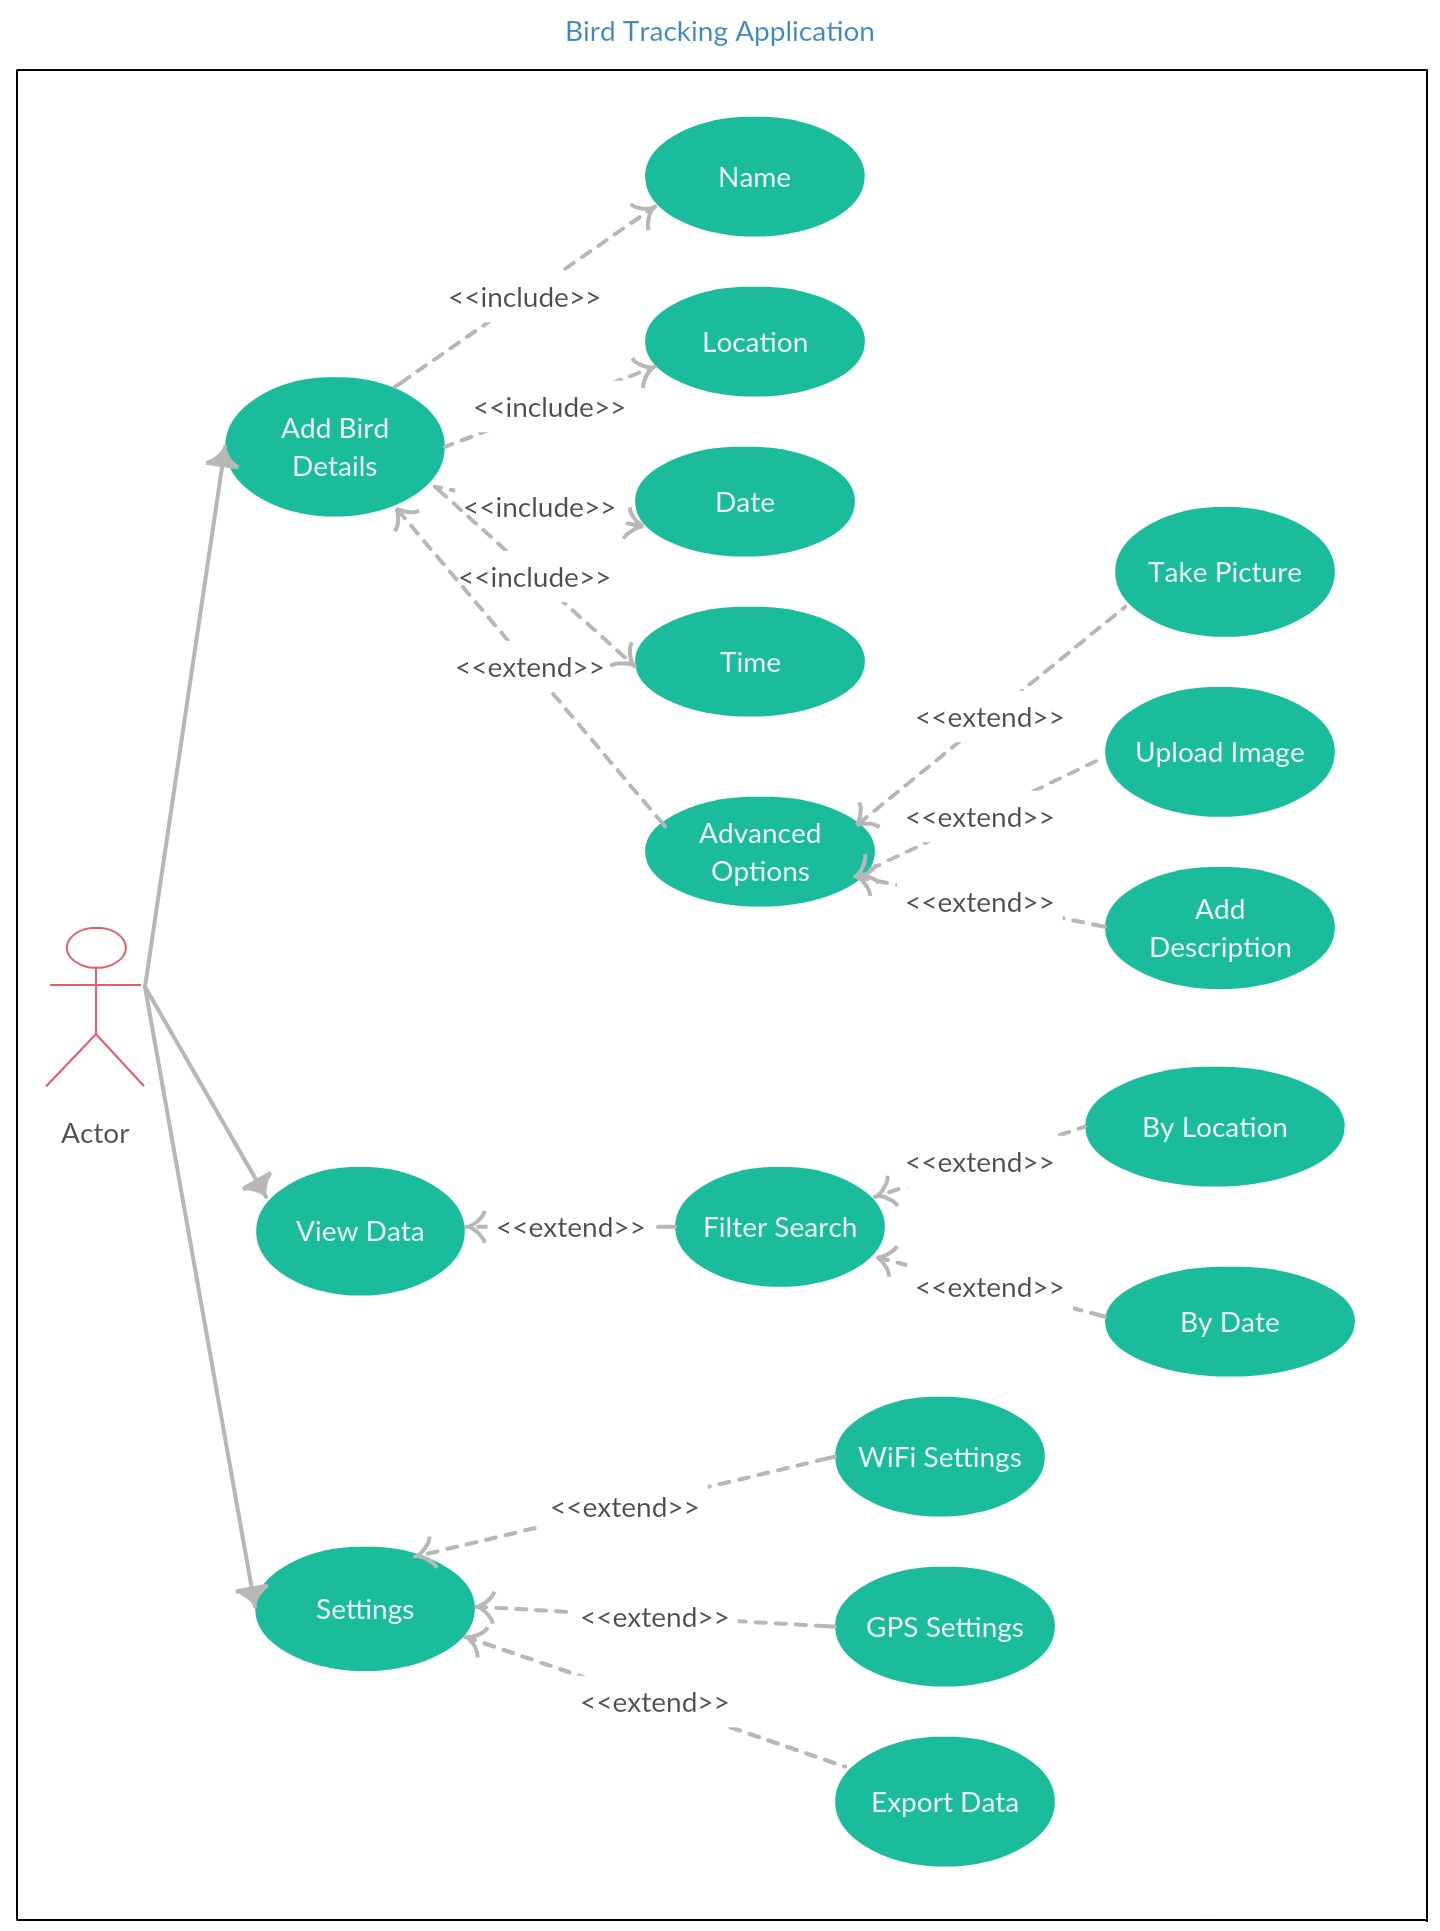 Bird Tracking Application
Name
<<include>>
Location
<<include>>
Add Bird
Details
Date
<<include>>
<<include>>
Time
<<extend>>
Take Picture
<<extend>>
Upload Image
<<extend>>
Advanced
Options
<<extend>>
Add
Description
Actor
By Location
<<extend>>
View Data
<<extend>>
Filter Search
<<extend>>
By Date
WiFi Settings
<<extend>>
Settings
<<extend>>
GPS Settings
<<extend>>
Export Data